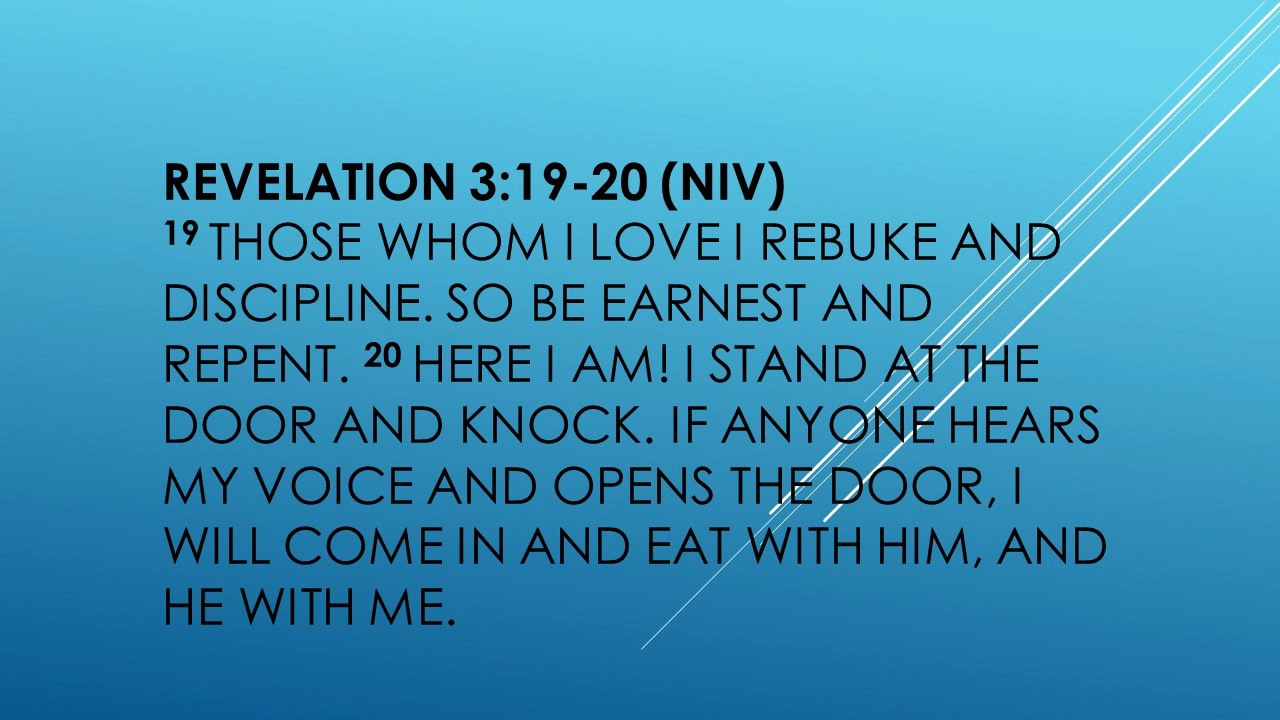 REVELATION 3:19-20 (NIV)
19 THOSE WHOM I LOVE I REBUKE AND
DISCIPLINE. SO BE EARNEST AND
REPENT. 20 HERE I AM! I STAND AT THE
DOOR AND KNOCK. IF ANYONE HEARS
MY VOICE AND OPENS THE DOOR, I
WILL COME IN AND EAT WITH HIM, AND
HE WITH ME.